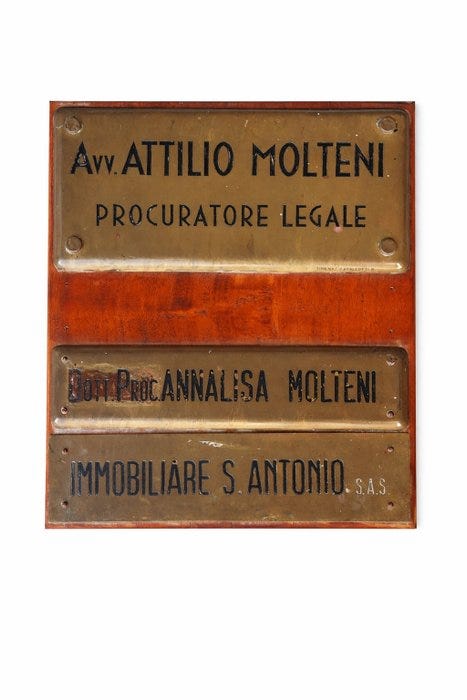 Avv. ATTILIO MOLTENI
PROCURATORE LEGALE
Dott. Proc. ANNALISA MOLTENI
IMMOBILIARE S. ANTONIO S.A.S.